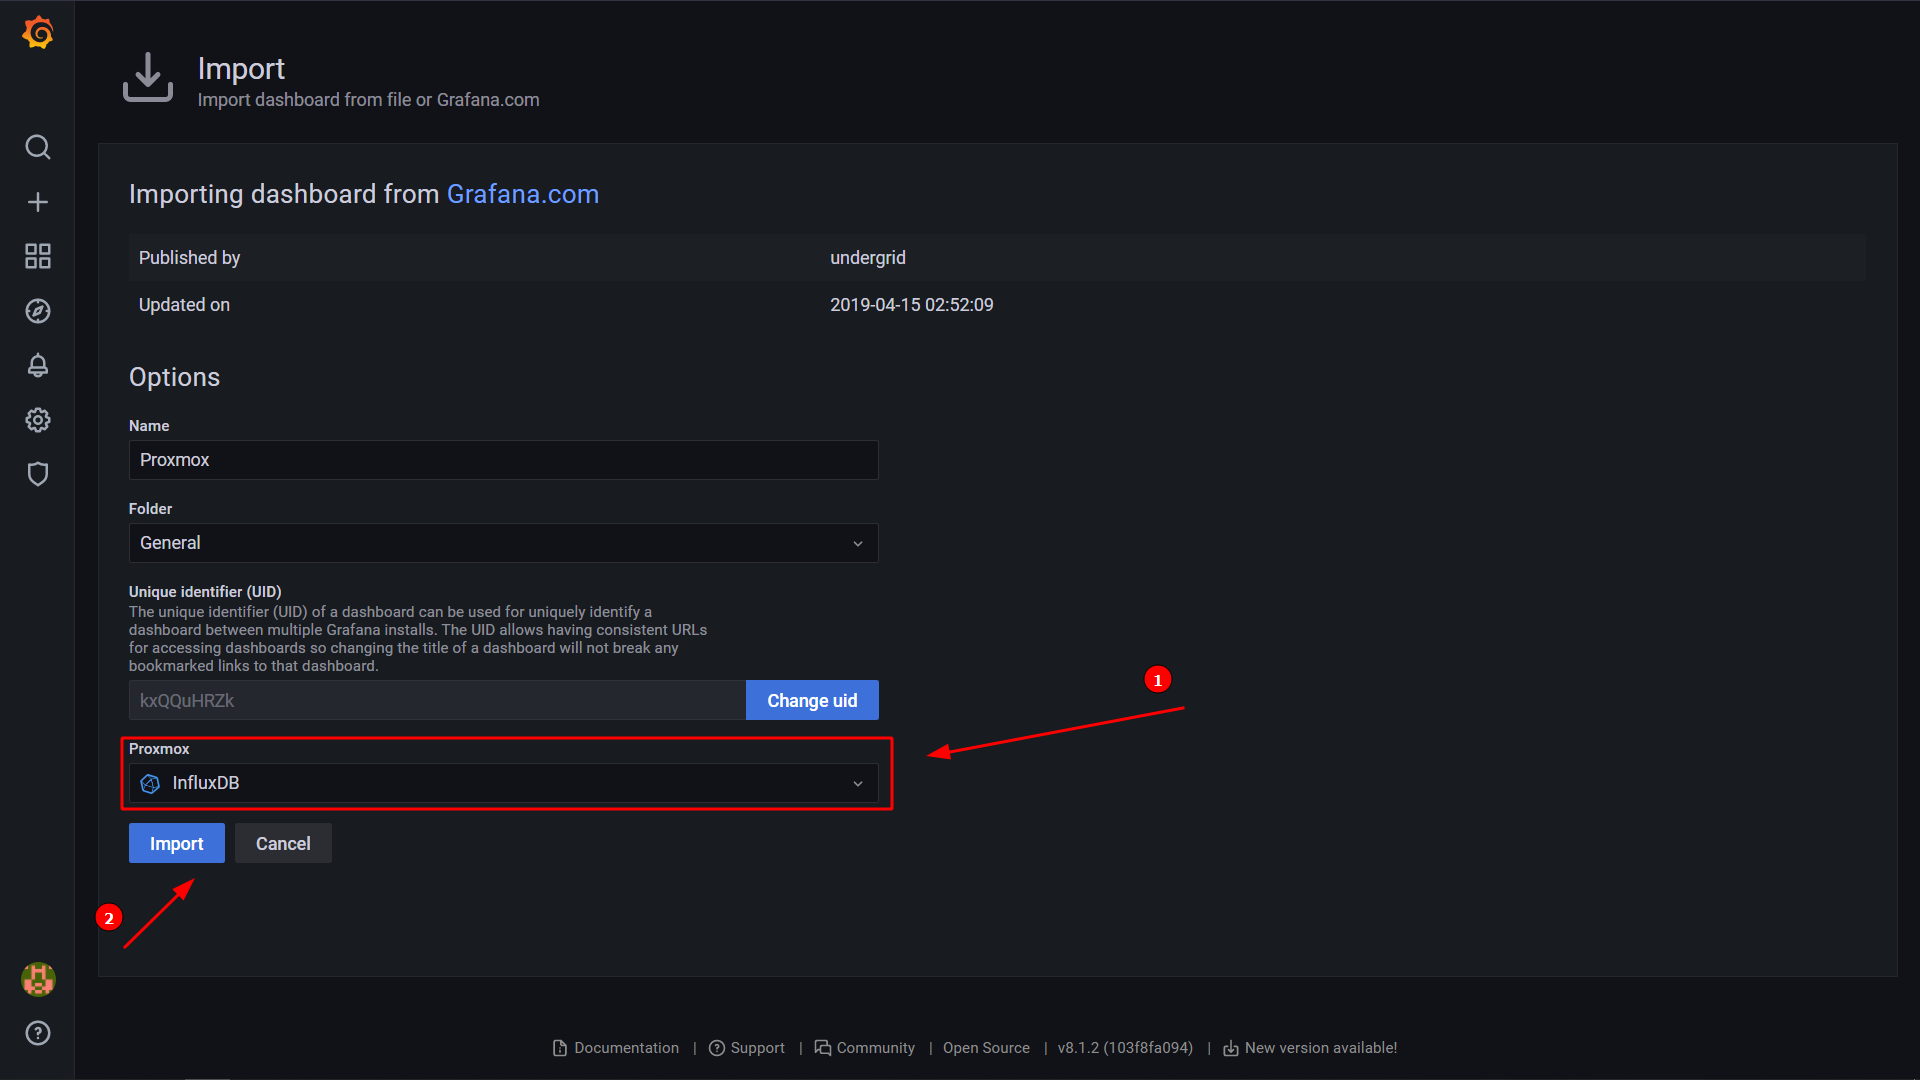 Import
Import dashboard from file or Grafana.com
Importing dashboard from Grafana.com
Published by undergrid
Updated on 2019-04-15 02:52:09
Options
Name
Proxmox
Folder
General
Unique identifier (UID)
The unique identifier (UID) of a dashboard can be used for uniquely identify a
dashboard between multiple Grafana installs. The UID allows having consistent URLs
for accessing dashboards so changing the title of a dashboard will not break any
bookmarked links to that dashboard.
1
kxQQuHRZk Change uid
Proxmox
InfluxDB
Import Cancel
2
Documentation | Support | Community | Open Source | v8.1.2 (103f8fa094) | New version available!